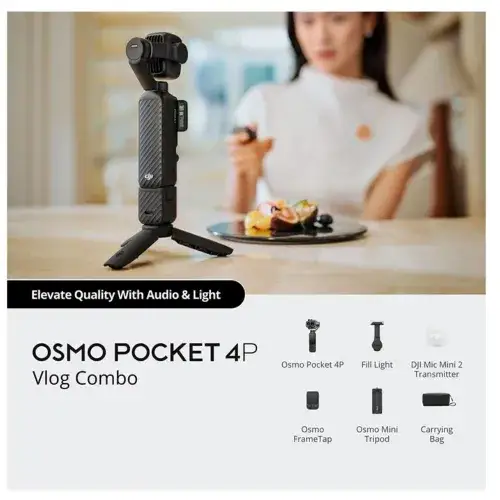 Elevate Quality With Audio & Light
OSMO POCKET 4P
Vlog Combo
Osmo Pocket 4P
Fill Light
DJI Mic Mini 2
Transmitter
Osmo
FrameTap
Osmo Mini
Tripod
Carrying
Bag